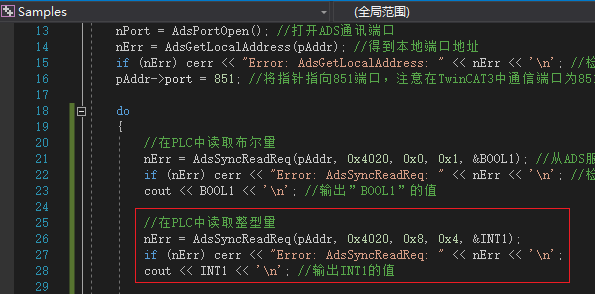 Samples (全局范围)
13 nPort = AdsPortOpen(); //打开ADS通讯端口
14 nErr = AdsGetLocalAddress(pAddr); //得到本地端口地址
15 if (nErr) cerr << "Error: AdsGetLocalAddress: " << nErr << '\n'; //检
16 pAddr->port = 851; //将指针指向851端口，注意在TwinCAT3中通信端口为851
17
18 do
19 {
20 //在PLC中读取布尔量
21 nErr = AdsSyncReadReq(pAddr, 0x4020, 0x0, 0x1, &BOOL1); //从ADS服
22 if (nErr) cerr << "Error: AdsSyncReadReq: " << nErr << '\n'; //检
23 cout << BOOL1 << '\n'; //输出”BOOL1”的值
24
25 //在PLC中读取整型量
26 nErr = AdsSyncReadReq(pAddr, 0x4020, 0x8, 0x4, &INT1);
27 if (nErr) cerr << "Error: AdsSyncReadReq: " << nErr << '\n';
28 cout << INT1 << '\n'; //输出INT1的值